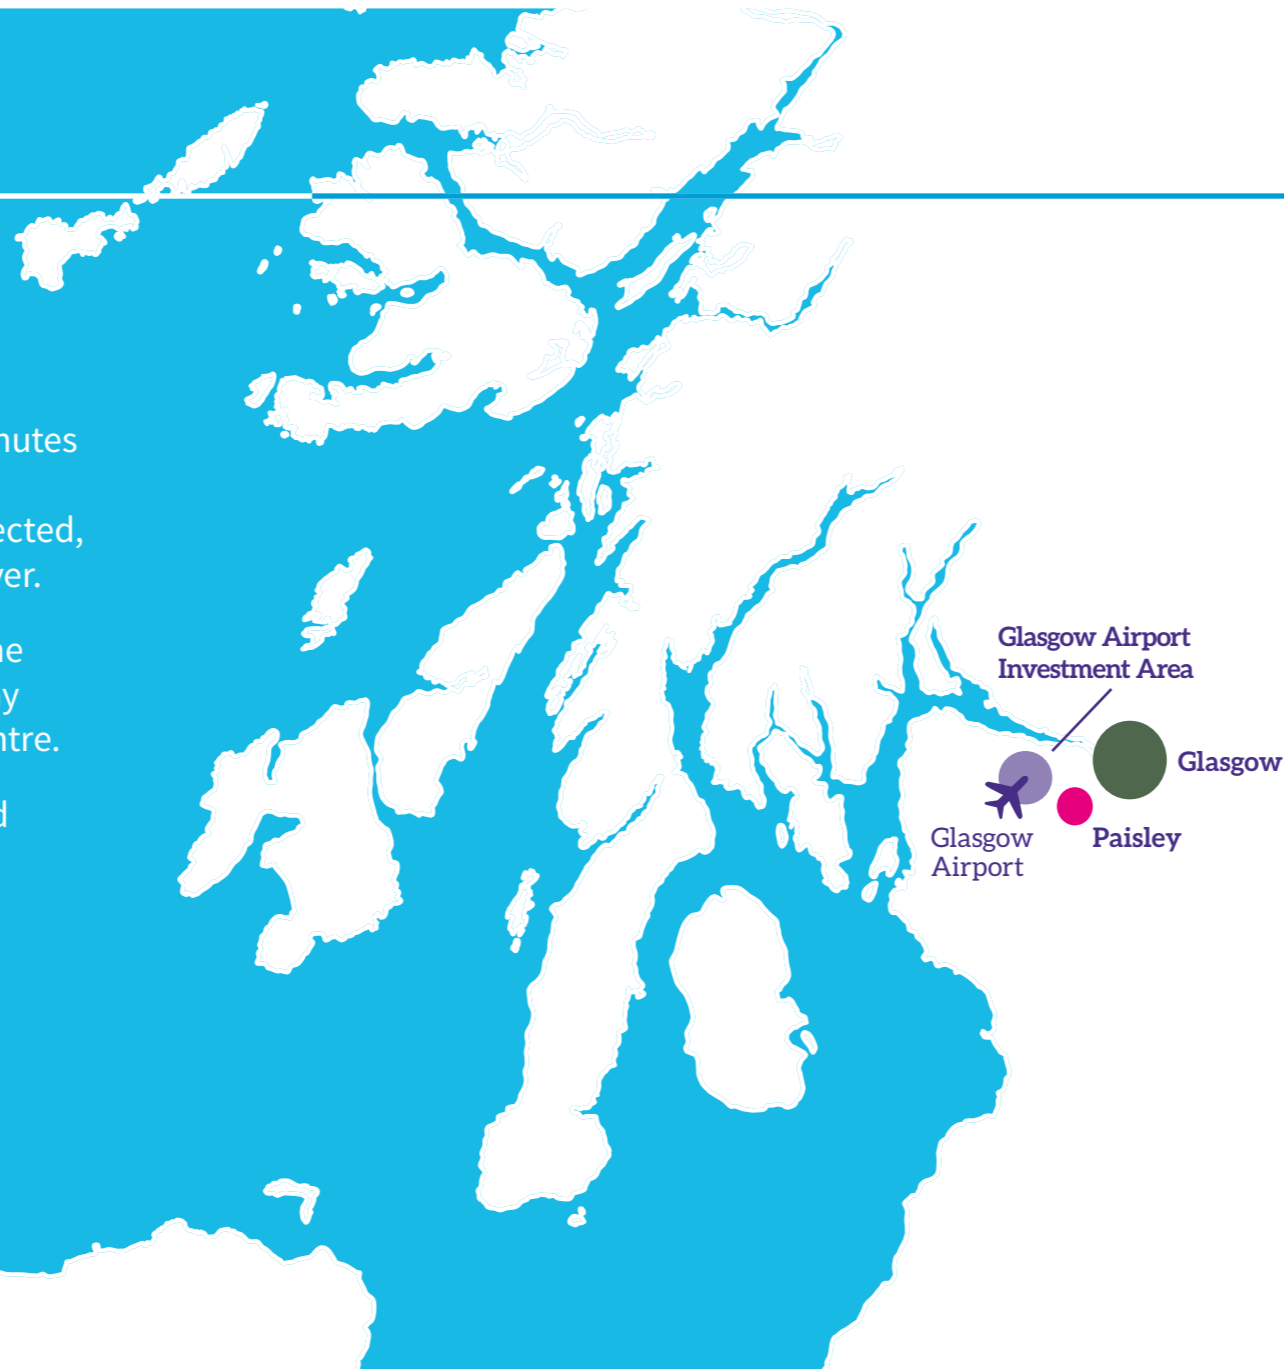 nutes
ected,
ver.
ne
y
ntre.
d
Glasgow Airport
Investment Area
Glasgow
Glasgow
Airport
Paisley